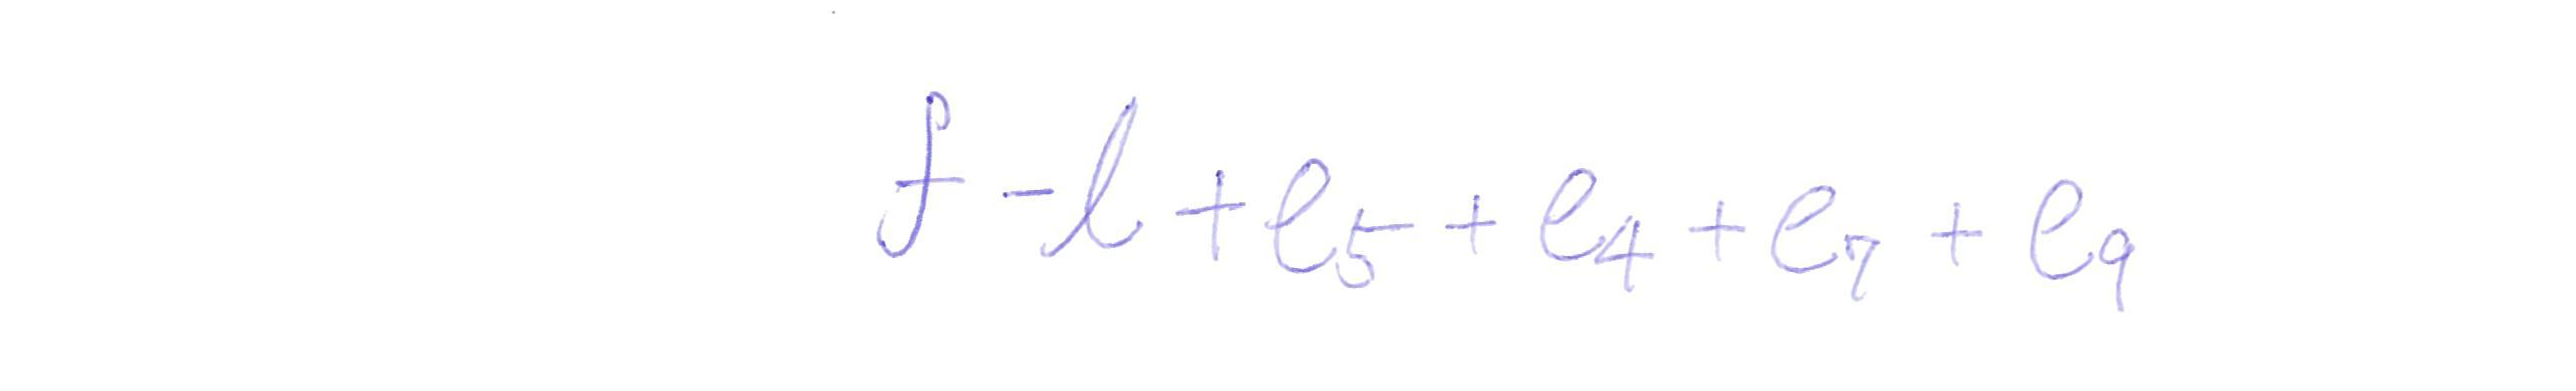 f - l + e₅ + e₄ + e₇ + e₉